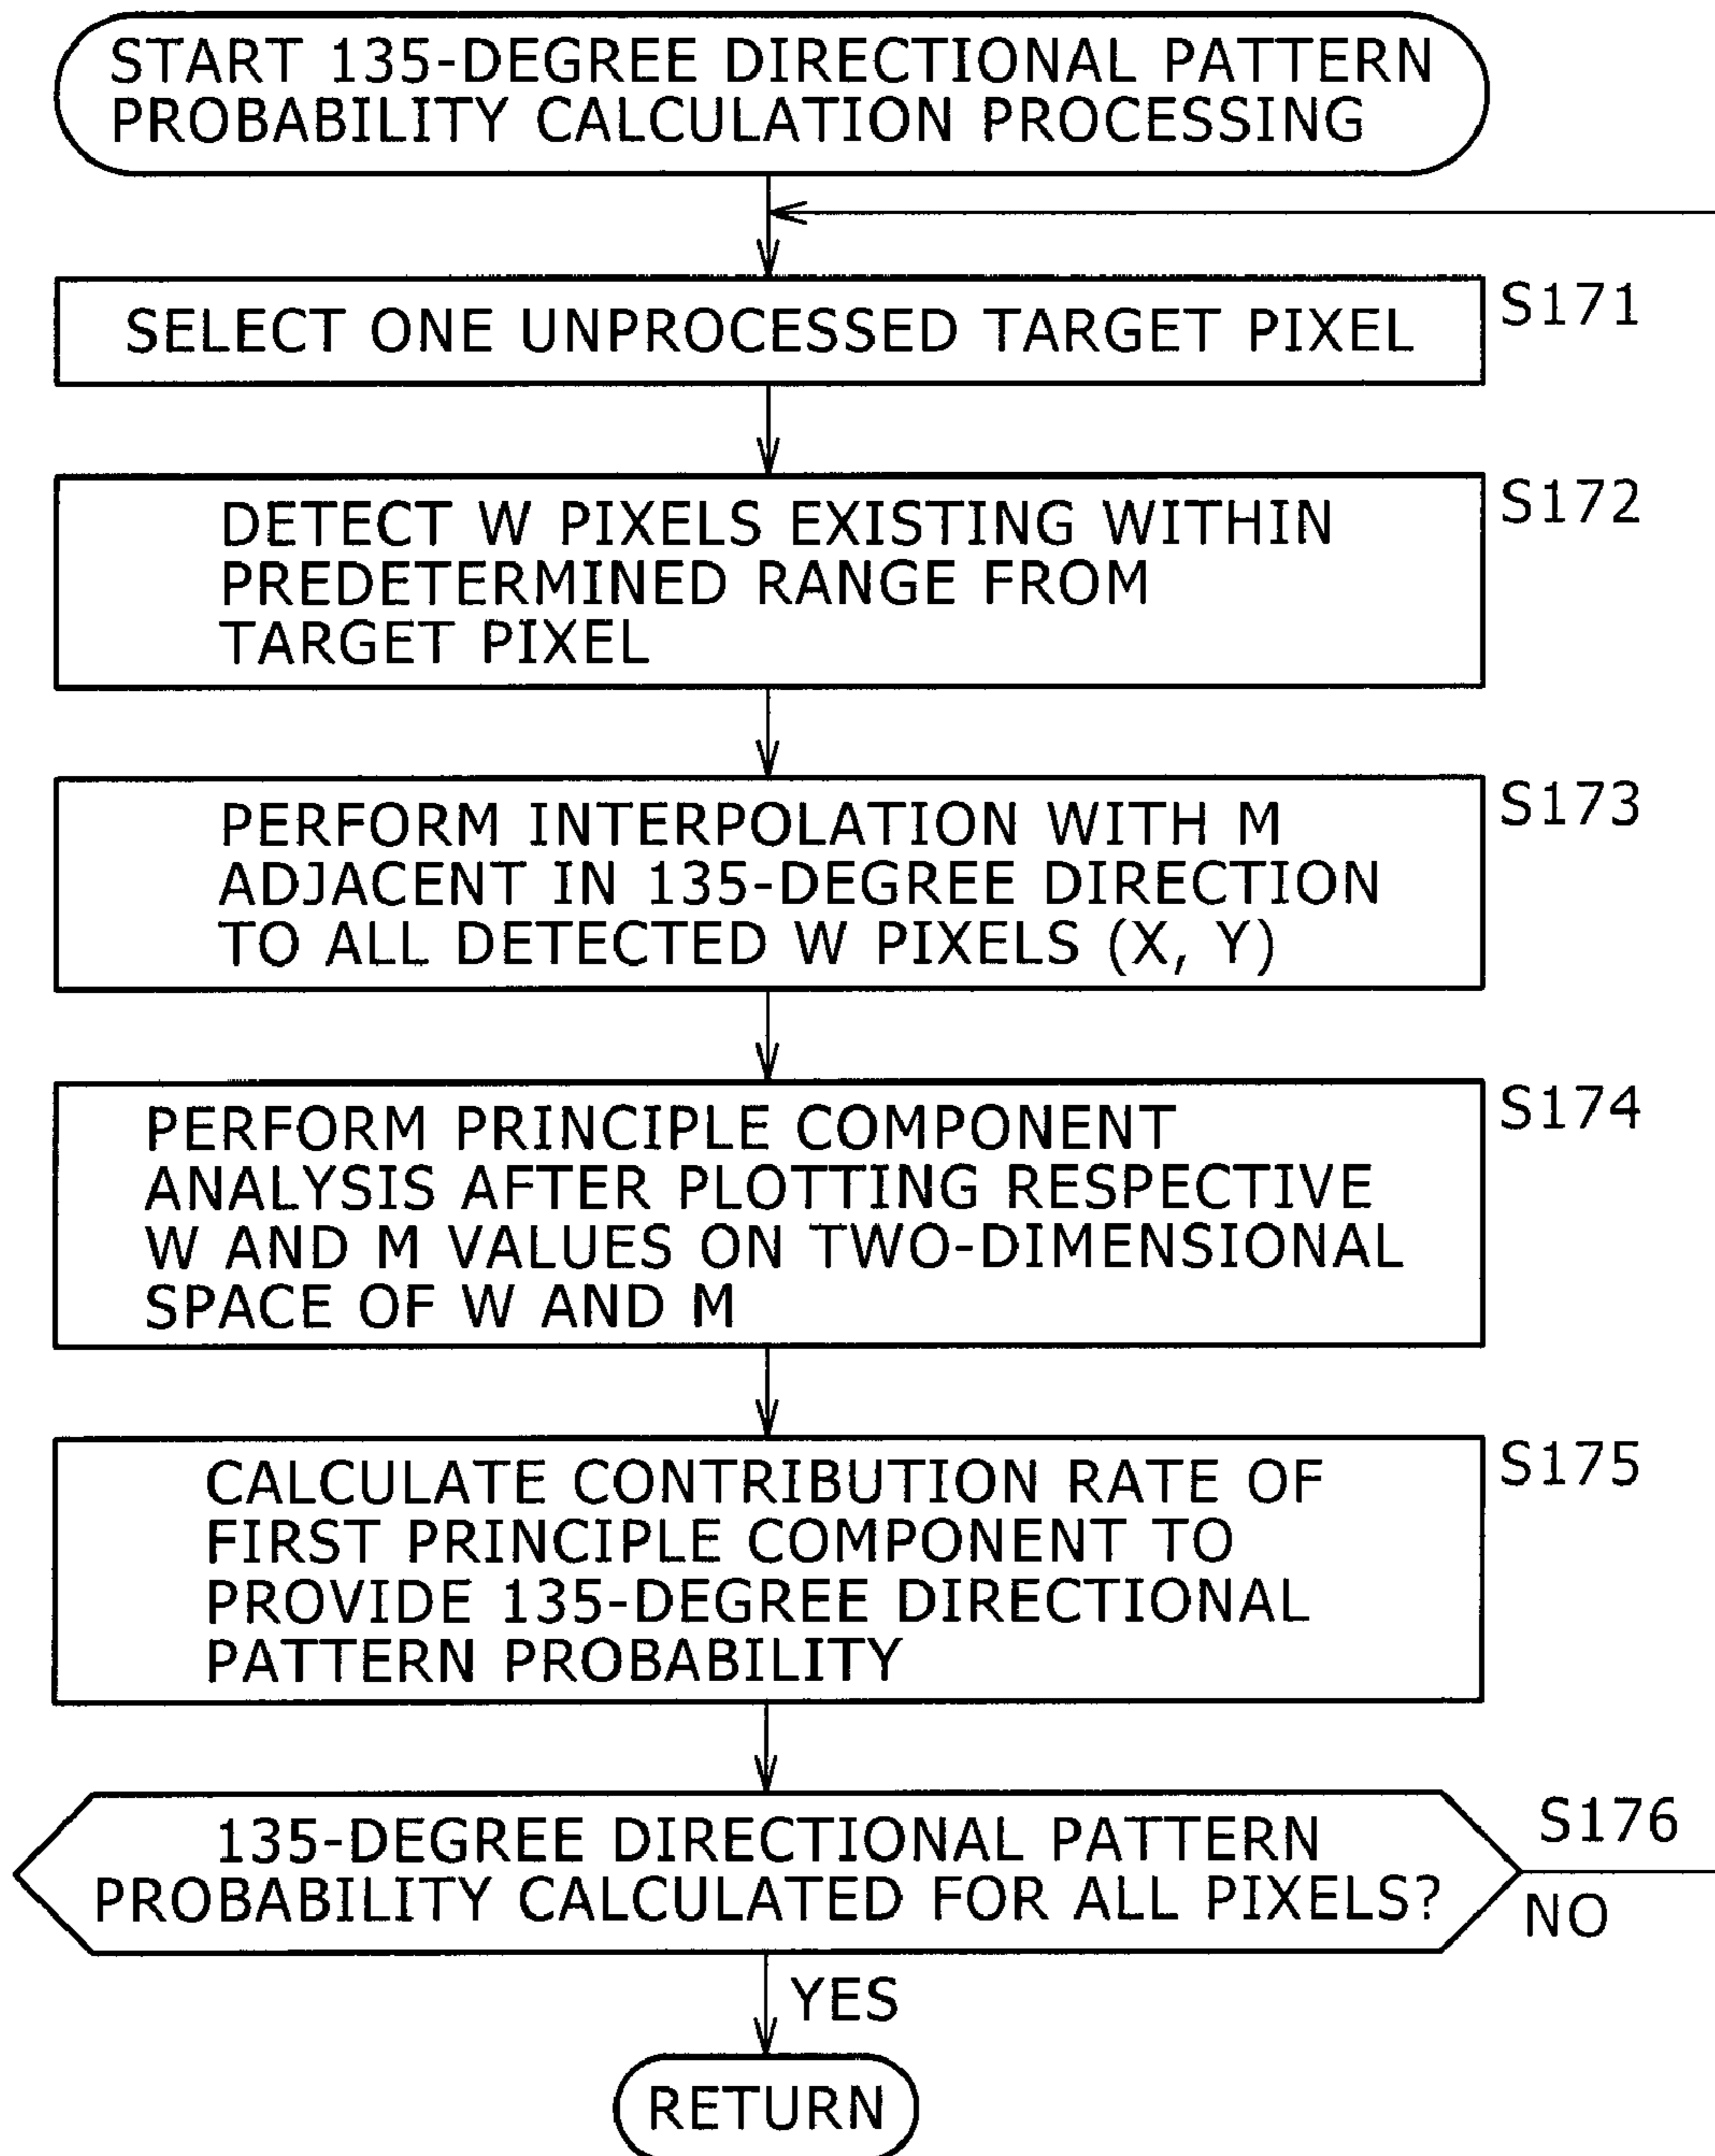 START 135-DEGREE DIRECTIONAL PATTERN
PROBABILITY CALCULATION PROCESSING
SELECT ONE UNPROCESSED TARGET PIXEL
S171
DETECT W PIXELS EXISTING WITHIN
PREDETERMINED RANGE FROM
TARGET PIXEL
S172
PERFORM INTERPOLATION WITH M
ADJACENT IN 135-DEGREE DIRECTION
TO ALL DETECTED W PIXELS (X, Y)
S173
PERFORM PRINCIPLE COMPONENT
ANALYSIS AFTER PLOTTING RESPECTIVE
W AND M VALUES ON TWO-DIMENSIONAL
SPACE OF W AND M
S174
CALCULATE CONTRIBUTION RATE OF
FIRST PRINCIPLE COMPONENT TO
PROVIDE 135-DEGREE DIRECTIONAL
PATTERN PROBABILITY
S175
135-DEGREE DIRECTIONAL PATTERN
PROBABILITY CALCULATED FOR ALL PIXELS?
S176
NO
YES
RETURN